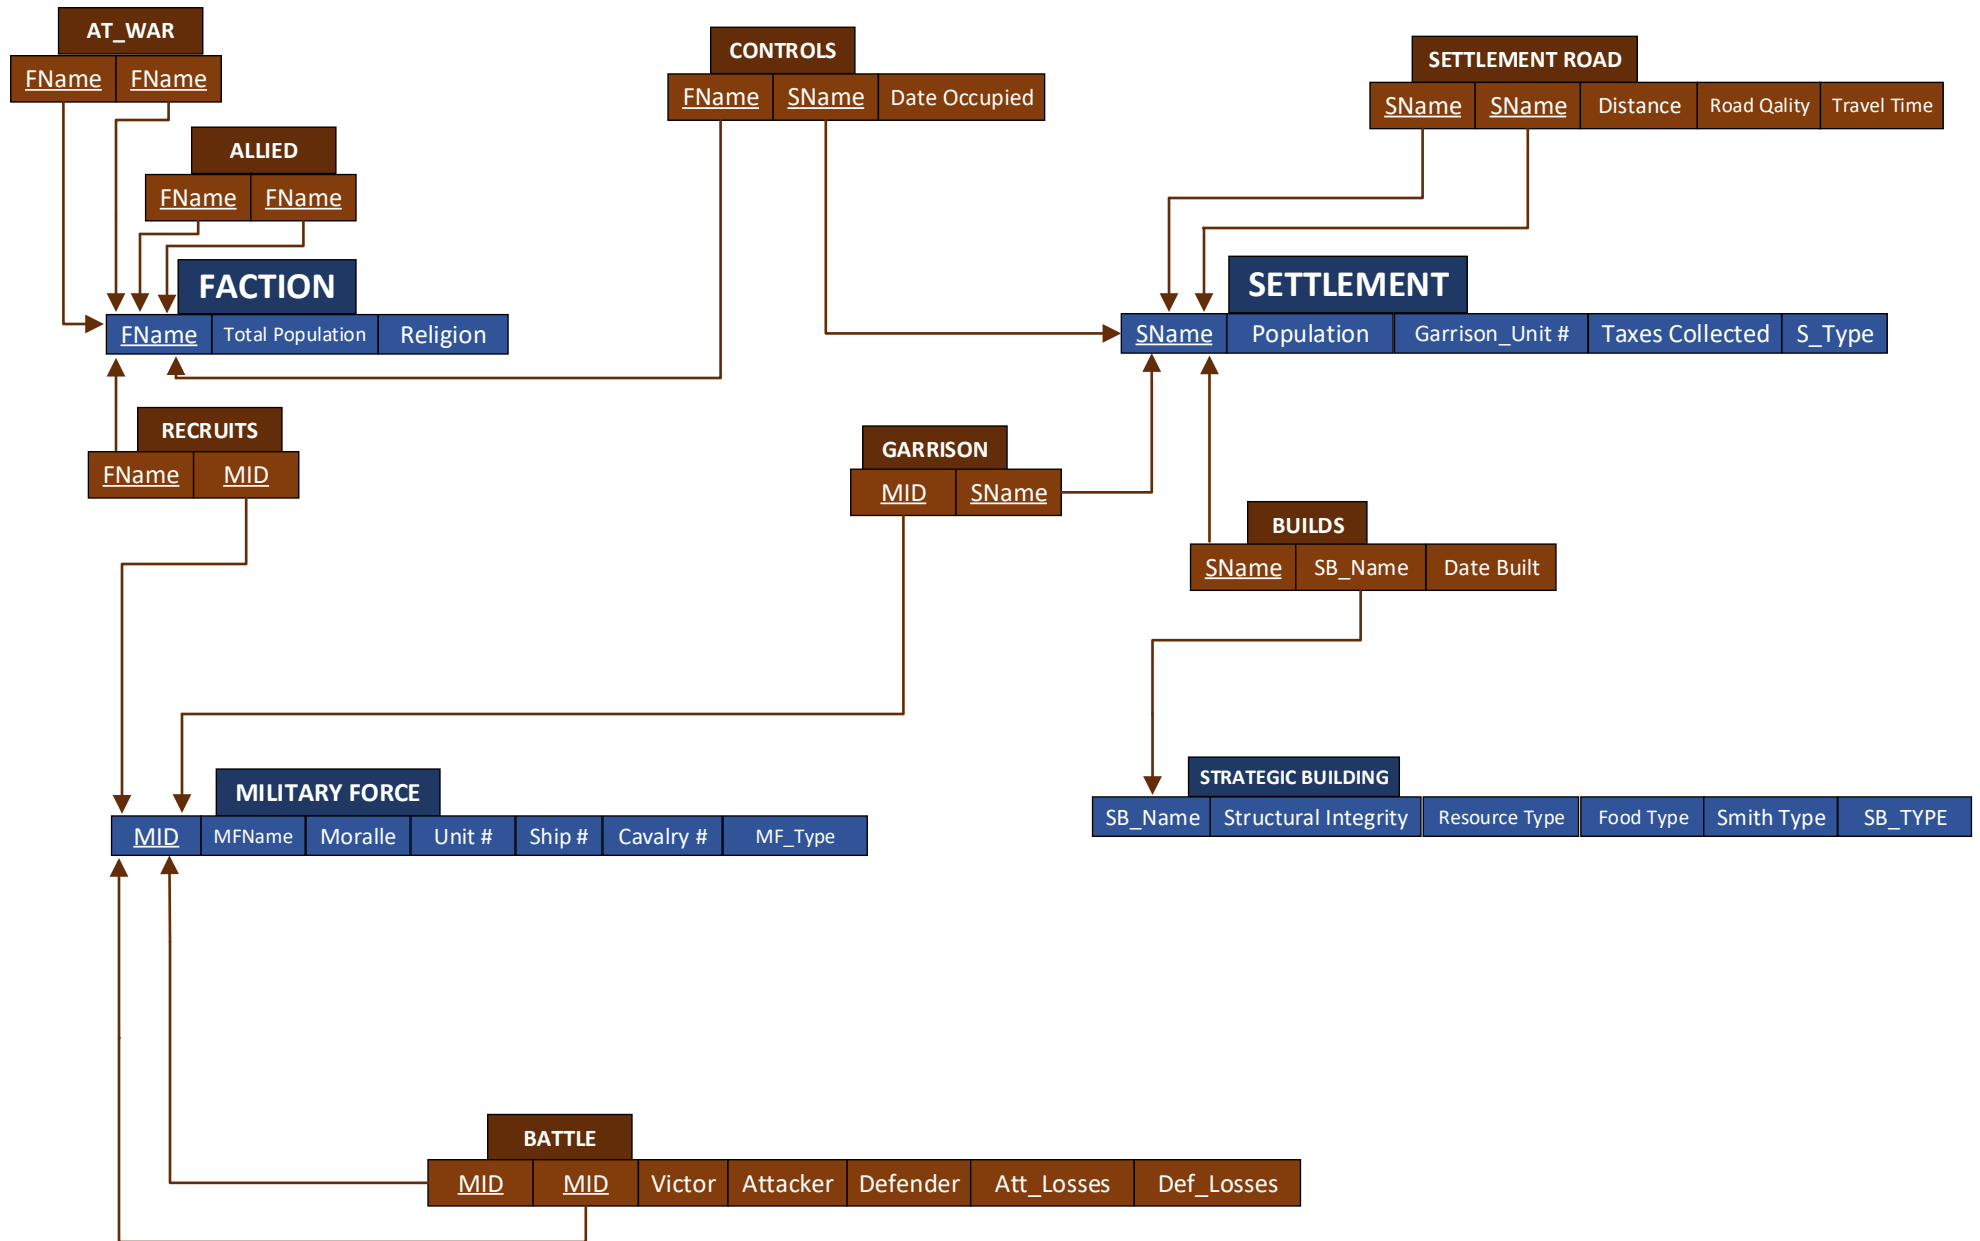 AT_WAR
FName FName
CONTROLS
FName SName Date Occupied
SETTLEMENT ROAD
SName SName Distance Road Qality Travel Time
ALLIED
FName FName
FACTION
FName Total Population Religion
SETTLEMENT
SName Population Garrison_Unit # Taxes Collected S_Type
RECRUITS
FName MID
GARRISON
MID SName
BUILDS
SName SB_Name Date Built
MILITARY FORCE
MID MFName Moralle Unit # Ship # Cavalry # MF_Type
STRATEGIC BUILDING
SB_Name Structural Integrity Resource Type Food Type Smith Type SB_TYPE
BATTLE
MID MID Victor Attacker Defender Att_Losses Def_Losses